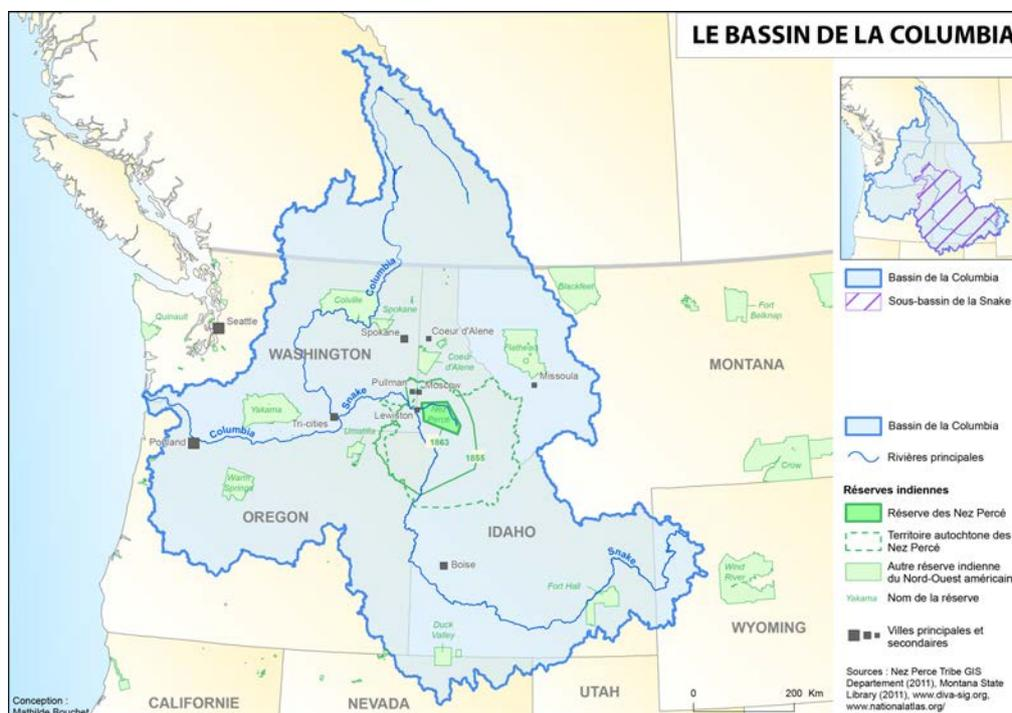 LE BASSIN DE LA COLUMBIA
Bassin de la Columbia
Sous-bassin de la Snake
Bassin de la Columbia
Rivières principales
Réserves indiennes
Réserve des Nez Percé
Territoire autochtone des
Nez Percé
Autre réserve indienne
du Nord-Ouest américain
Yakama
Nom de la réserve
Villes principales et
secondaires
Sources : Nez Perce Tribe GIS
Departement (2011), Montana State
Library (2011), www.diva-sig.org,
www.nationalatlas.org/
Columbia
Colville
Spokane
Blackfeet
Fort
Belknap
Quinault
Seattle
Spokane
Coeur d'Alene
WASHINGTON
Coeur
d'Alene
Flathead
MONTANA
Pullman
Moscow
Missoula
Snake
Yakama
Lewiston
Nez
Perce
Tri-cities
Columbia
Umatilla
1863
Portland
1855
Crow
Warm
Springs
OREGON
IDAHO
Snake
Boise
Wind
River
Fort Hall
Duck
Valley
WYOMING
CALIFORNIE
NEVADA
UTAH
0
200 Km
Conception :
Mathilde Bouchet